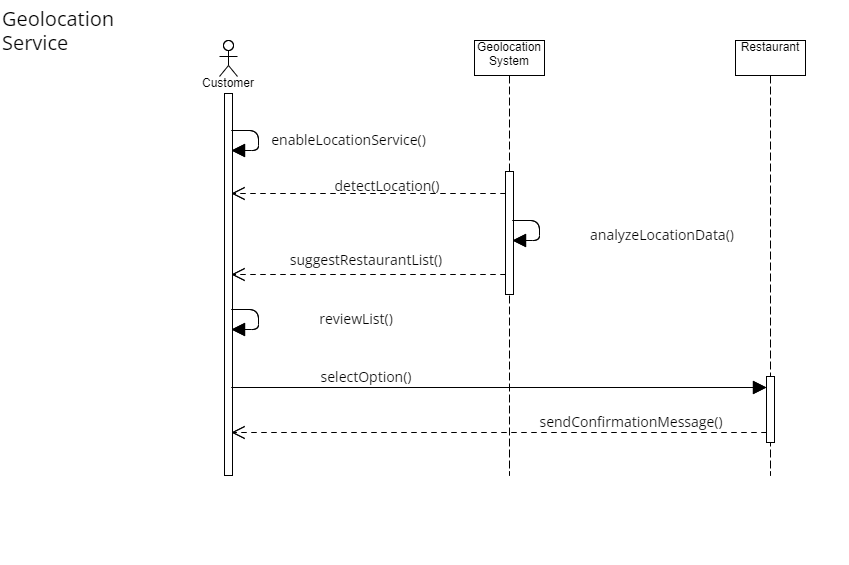 Geolocation
Service
Customer
Geolocation
System
Restaurant
enableLocationService()
detectLocation()
analyzeLocationData()
suggestRestaurantList()
reviewList()
selectOption()
sendConfirmationMessage()